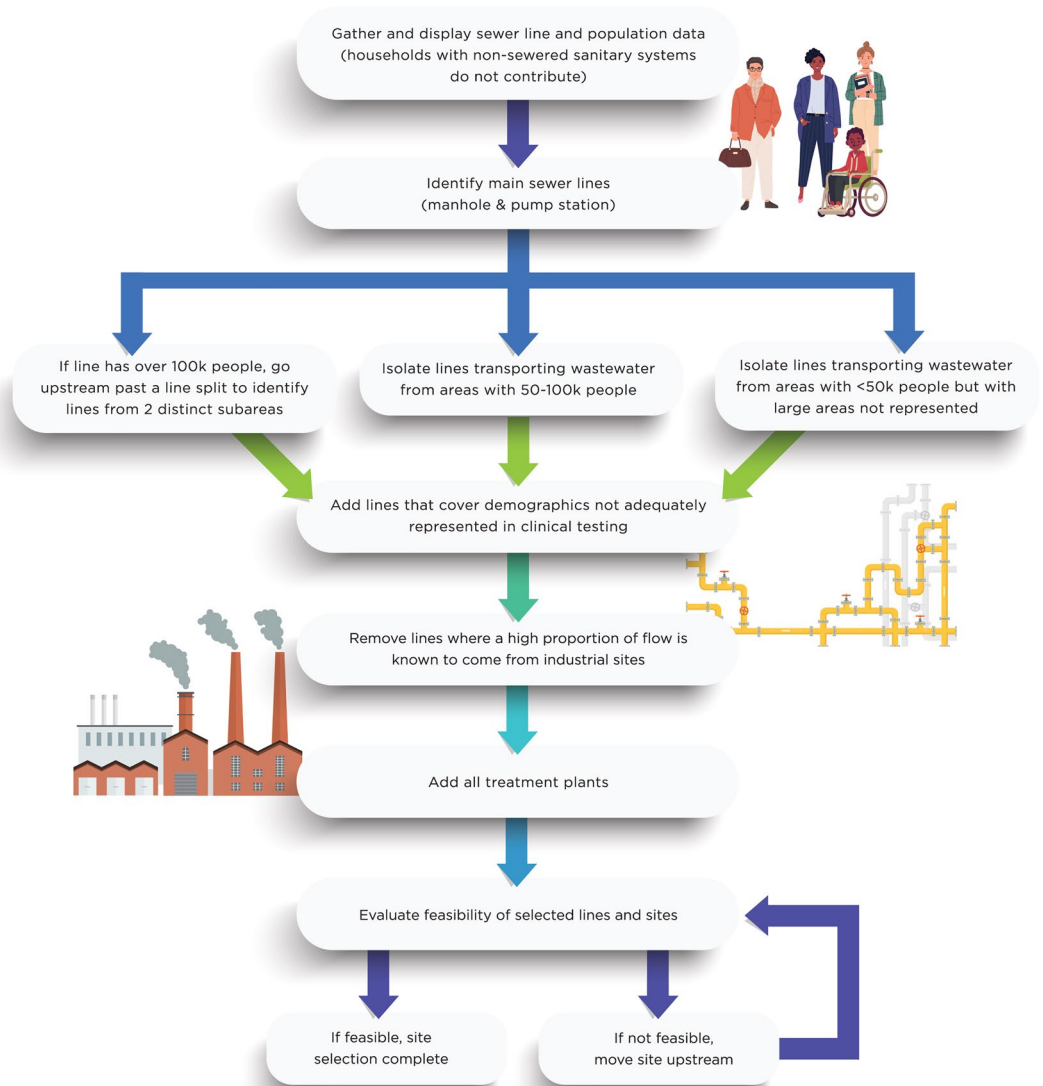 Gather and display sewer line and population data
(households with non-sewered sanitary systems
do not contribute)
Identify main sewer lines
(manhole & pump station)
If line has over 100k people, go
upstream past a line split to identify
lines from 2 distinct subareas
Isolate lines transporting wastewater
from areas with 50-100k people
Isolate lines transporting wastewater
from areas with <50k people but with
large areas not represented
Add lines that cover demographics not adequately
represented in clinical testing
Remove lines where a high proportion of flow is
known to come from industrial sites
Add all treatment plants
Evaluate feasibility of selected lines and sites
If feasible, site
selection complete
If not feasible,
move site upstream